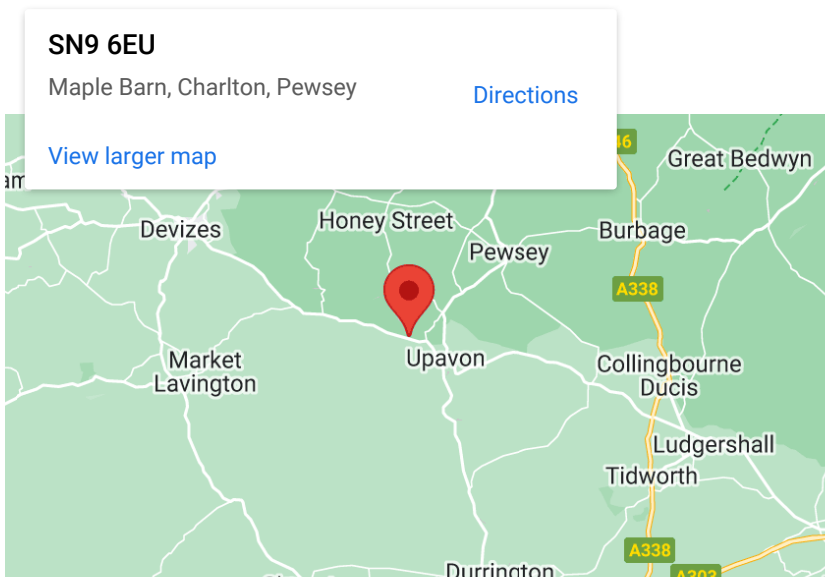 SN9 6EU
Maple Barn, Charlton, Pewsey
Directions
View larger map
Great Bedwyn
Devizes
Honey Street
Burbage
Pewsey
A338
Upavon
Market
Lavington
Collingbourne
Ducis
Ludgershall
Tidworth
A338
Durrington
A303